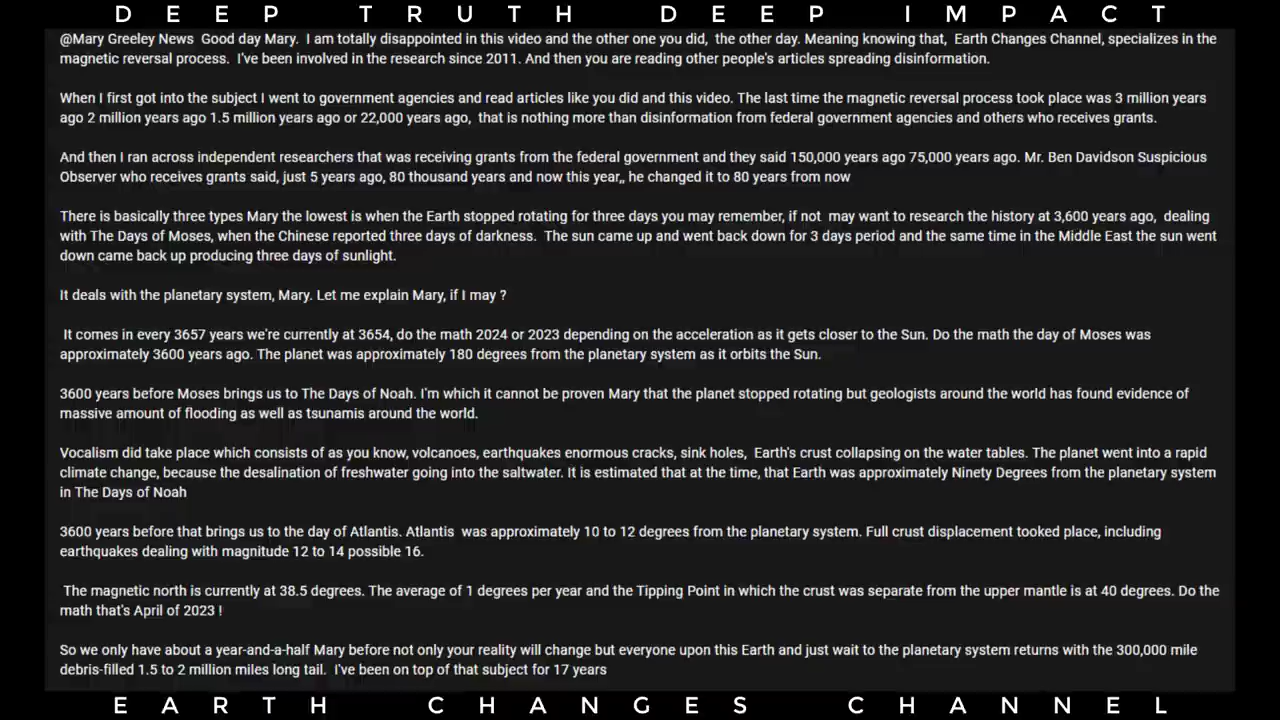 DEEP TRUTH DEEP IMPACT
@Mary Greeley News  Good day Mary.  I am totally disappointed in this video and the other one you did,  the other day. Meaning knowing that,  Earth Changes Channel, specializes in the
magnetic reversal process.  I've been involved in the research since 2011. And then you are reading other people's articles spreading disinformation.
When I first got into the subject I went to government agencies and read articles like you did and this video. The last time the magnetic reversal process took place was 3 million years
ago 2 million years ago 1.5 million years ago or 22,000 years ago,  that is nothing more than disinformation from federal government agencies and others who receives grants.
And then I ran across independent researchers that was receiving grants from the federal government and they said 150,000 years ago 75,000 years ago. Mr. Ben Davidson Suspicious
Observer who receives grants said, just 5 years ago, 80 thousand years and now this year,, he changed it to 80 years from now
There is basically three types Mary the lowest is when the Earth stopped rotating for three days you may remember, if not  may want to research the history at 3,600 years ago,  dealing
with The Days of Moses, when the Chinese reported three days of darkness.  The sun came up and went back down for 3 days period and the same time in the Middle East the sun went
down came back up producing three days of sunlight.
It deals with the planetary system, Mary. Let me explain Mary, if I may ?
It comes in every 3657 years we're currently at 3654, do the math 2024 or 2023 depending on the acceleration as it gets closer to the Sun. Do the math the day of Moses was
approximately 3600 years ago. The planet was approximately 180 degrees from the planetary system as it orbits the Sun.
3600 years before Moses brings us to The Days of Noah. I'm which it cannot be proven Mary that the planet stopped rotating but geologists around the world has found evidence of
massive amount of flooding as well as tsunamis around the world.
Vocalism did take place which consists of as you know, volcanoes, earthquakes enormous cracks, sink holes,  Earth's crust collapsing on the water tables. The planet went into a rapid
climate change, because the desalination of freshwater going into the saltwater. It is estimated that at the time, that Earth was approximately Ninety Degrees from the planetary system
in The Days of Noah
3600 years before that brings us to the day of Atlantis. Atlantis  was approximately 10 to 12 degrees from the planetary system. Full crust displacement tooked place, including
earthquakes dealing with magnitude 12 to 14 possible 16.
The magnetic north is currently at 38.5 degrees. The average of 1 degrees per year and the Tipping Point in which the crust was separate from the upper mantle is at 40 degrees. Do the
math that's April of 2023 !
So we only have about a year-and-a-half Mary before not only your reality will change but everyone upon this Earth and just wait to the planetary system returns with the 300,000 mile
debris-filled 1.5 to 2 million miles long tail.  I've been on top of that subject for 17 years
EARTH CHANGES CHANNEL